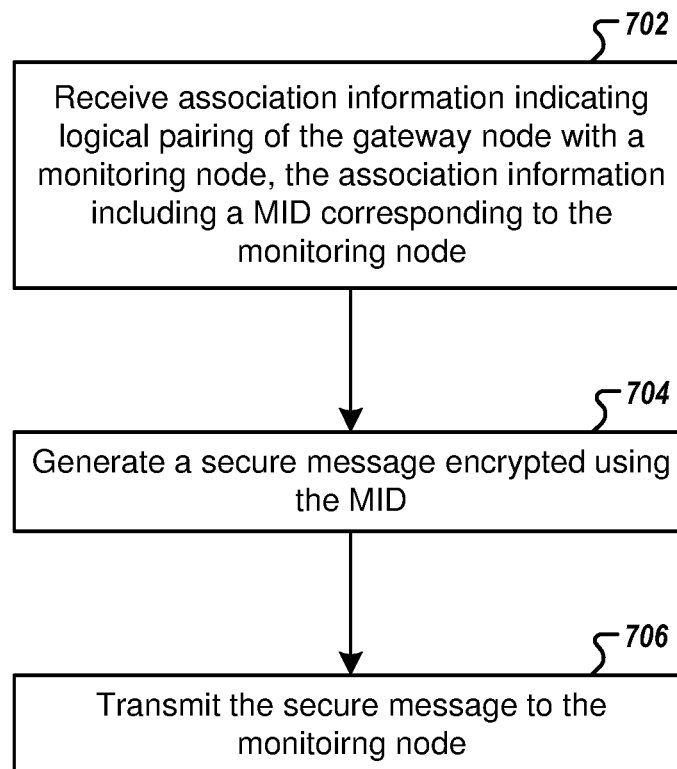 702
Receive association information indicating
logical pairing of the gateway node with a
monitoring node, the association information
including a MID corresponding to the
monitoring node
704
Generate a secure message encrypted using
the MID
706
Transmit the secure message to the
monitoirng node